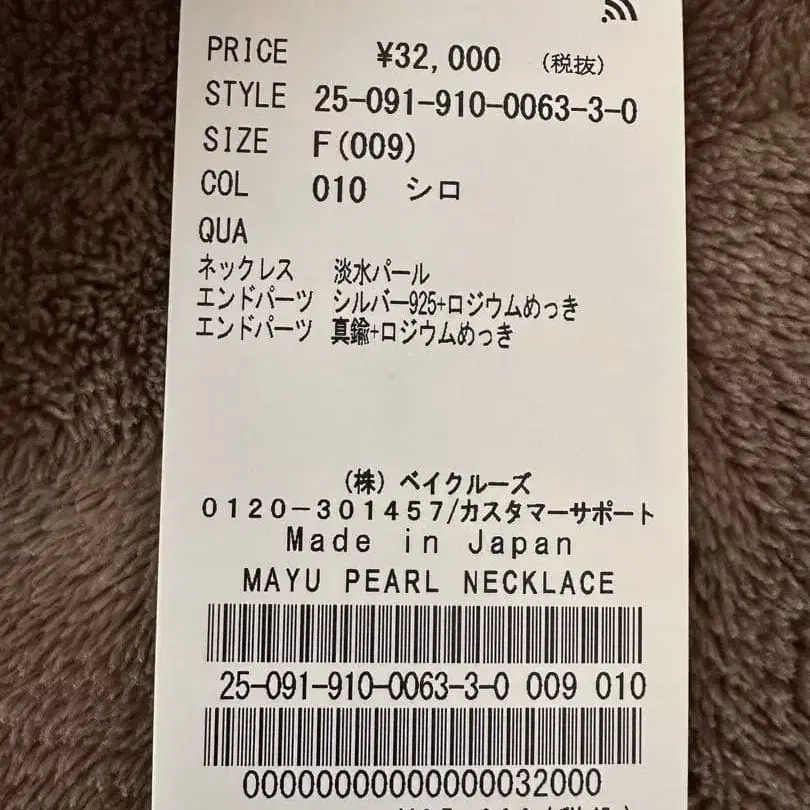 PRICE ¥32,000 (税抜)
STYLE 25-091-910-0063-3-0
SIZE F(009)
COL 010 シロ
QUA
ネックレス 淡水パール
エンドパーツ シルバー925+ロジウムめっき
エンドパーツ 真鍮+ロジウムめっき
(株) ベイクルーズ
0120-301457/カスタマーサポート
Made in Japan
MAYU PEARL NECKLACE
25-091-910-0063-3-0 009 010
00000000000000032000